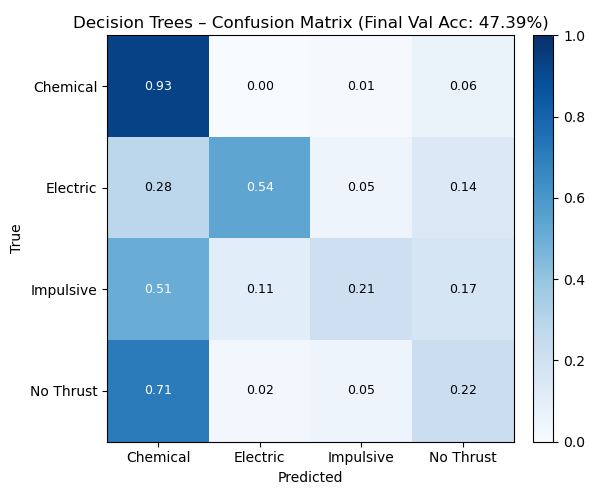 Decision Trees – Confusion Matrix (Final Val Acc: 47.39%)
True
Chemical 0.93 0.00 0.01 0.06
Electric 0.28 0.54 0.05 0.14
Impulsive 0.51 0.11 0.21 0.17
No Thrust 0.71 0.02 0.05 0.22
Chemical Electric Impulsive No Thrust
Predicted
1.0
0.8
0.6
0.4
0.2
0.0